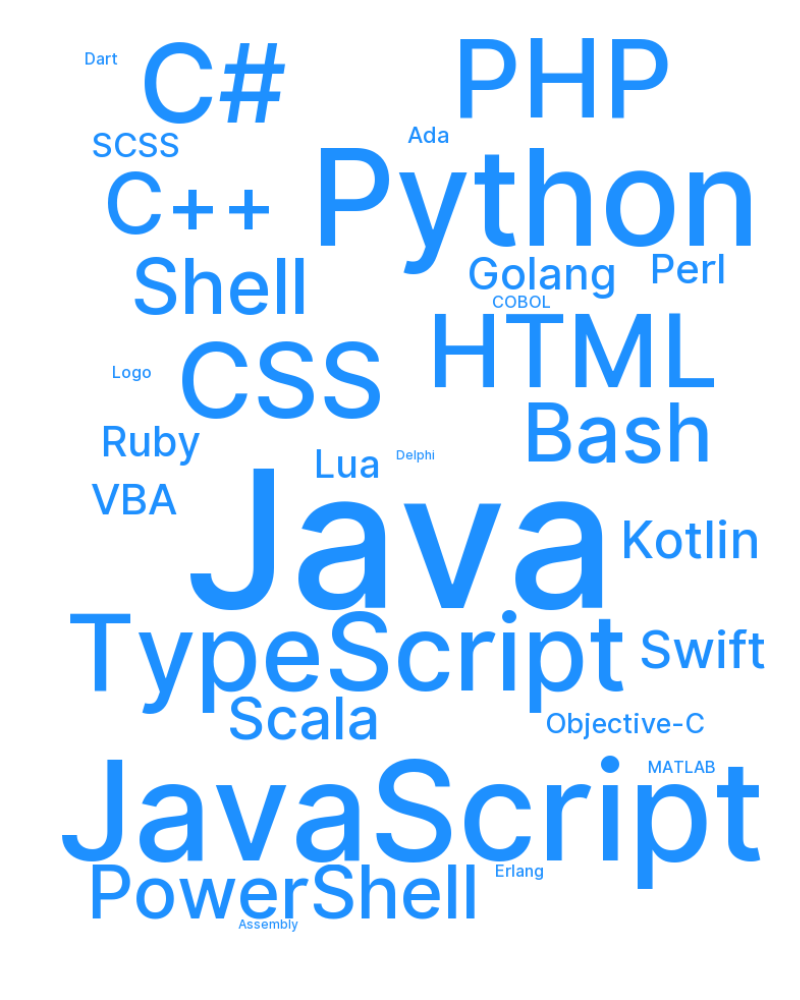 Dart
C#
PHP
SCSS
Ada
C++
Python
Shell
Golang
Perl
COBOL
HTML
Logo
CSS
Bash
Ruby
Lua
Delphi
VBA
Java
Kotlin
TypeScript
Swift
Scala
Objective-C
JavaScript
MATLAB
PowerShell
Erlang
Assembly